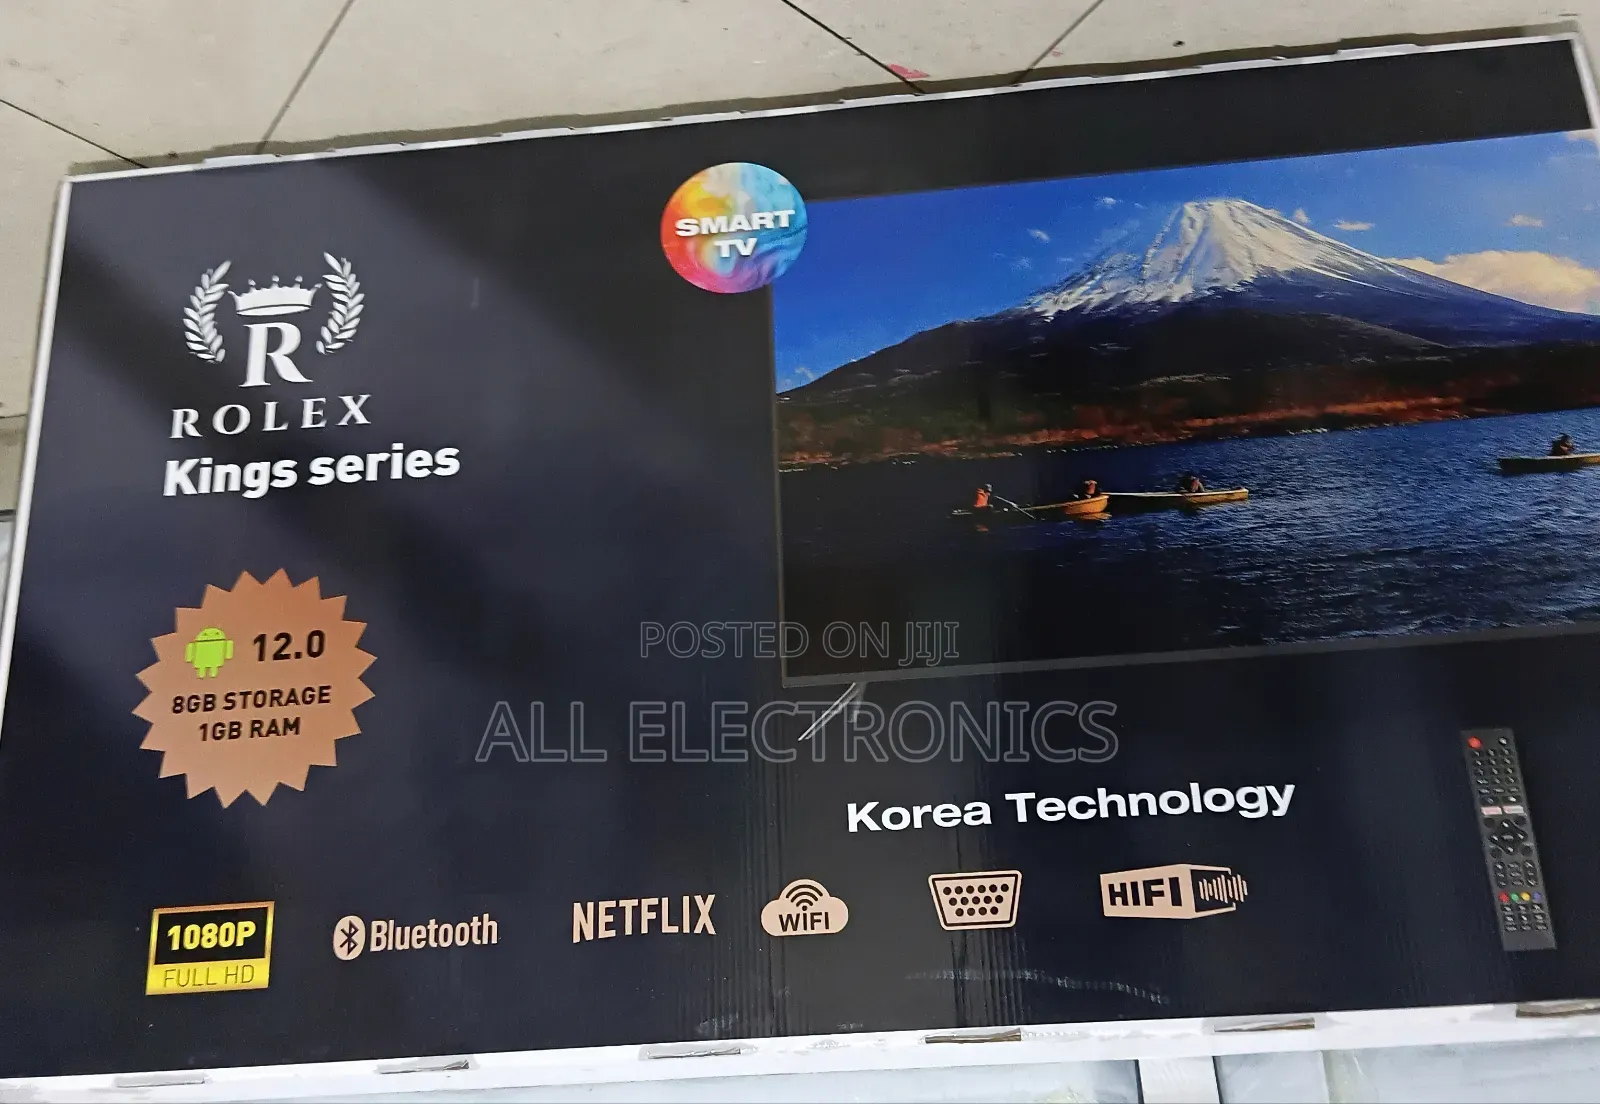 SMART
TV
R
ROLEX
Kings series
12.0
8GB STORAGE
1GB RAM
POSTED ON JIJI
ALL ELECTRONICS
Korea Technology
1080P
FULL HD
Bluetooth
NETFLIX
WiFi
HIFI